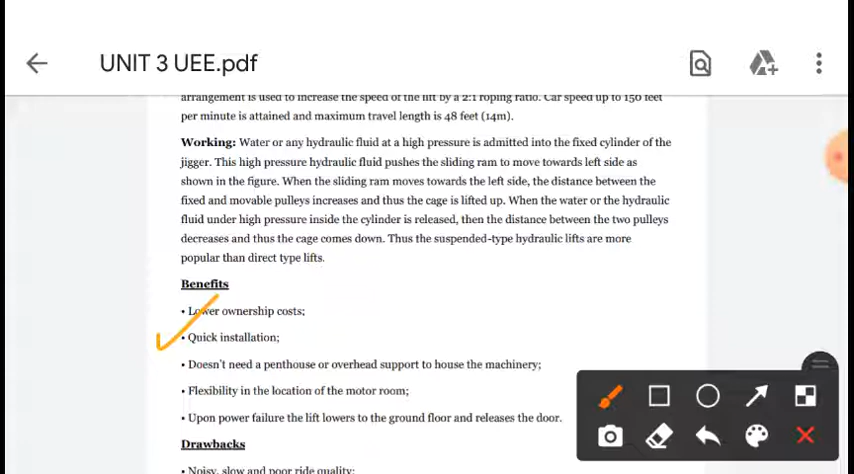 UNIT 3 UEE.pdf
arrangement is used to increase the speed of the lift by a 2:1 roping ratio. Car speed up to 150 feet
per minute is attained and maximum travel length is 48 feet (14m).
Working: Water or any hydraulic fluid at a high pressure is admitted into the fixed cylinder of the
jigger. This high pressure hydraulic fluid pushes the sliding ram to move towards left side as
shown in the figure. When the sliding ram moves towards the left side, the distance between the
fixed and movable pulleys increases and thus the cage is lifted up. When the water or the hydraulic
fluid under high pressure inside the cylinder is released, then the distance between the two pulleys
decreases and thus the cage comes down. Thus the suspended-type hydraulic lifts are more
popular than direct type lifts.
Benefits
• Lower ownership costs;
• Quick installation;
• Doesn't need a penthouse or overhead support to house the machinery;
• Flexibility in the location of the motor room;
• Upon power failure the lift lowers to the ground floor and releases the door.
Drawbacks
• Noisy, slow and poor ride quality;